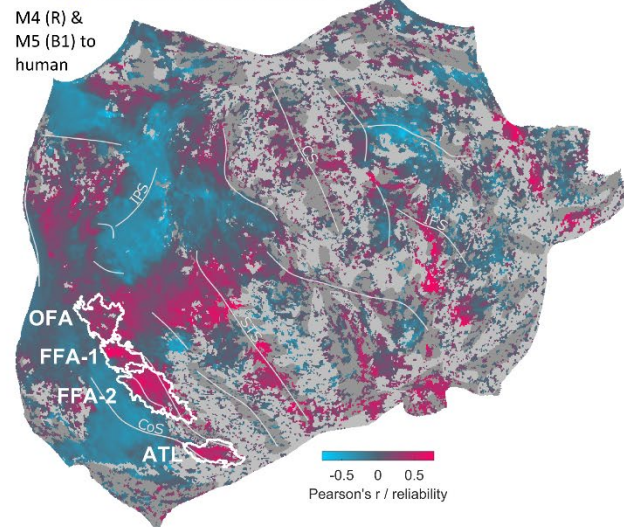 M4 (R) &
M5 (B1) to
human
CS
IPS
IFS
STS
OFA
FFA-1
FFA-2
CoS
ATL
-0.5 0 0.5
Pearson's r / reliability